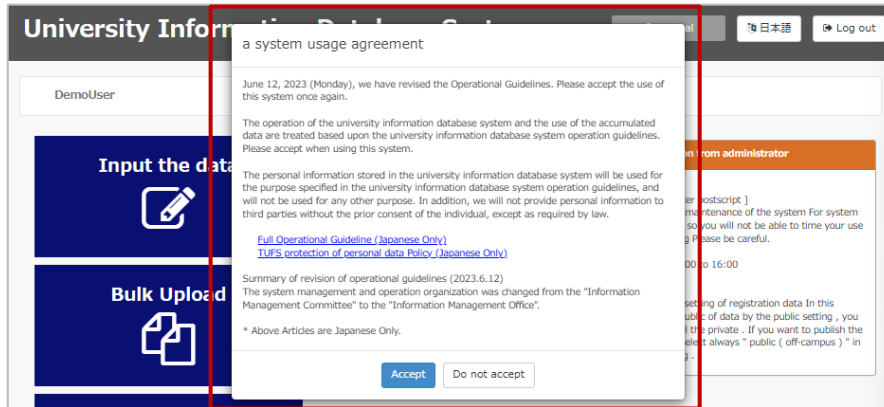 University Infor
al
日本語
Log out
DemoUser
Input the data
Bulk Upload
a system usage agreement
June 12, 2023 (Monday), we have revised the Operational Guidelines. Please accept the use of
this system once again.
The operation of the university information database system and the use of the accumulated
data are treated based upon the university information database system operation guidelines.
Please accept when using this system.
The personal information stored in the university information database system will be used for
the purpose specified in the university information database system operation guidelines, and
will not be used for any other purpose. In addition, we will not provide personal information to
third parties without the prior consent of the individual, except as required by law.
Full Operational Guideline (Japanese Only)
TUFS protection of personal data Policy (Japanese Only)
Summary of revision of operational guidelines (2023.6.12)
The system management and operation organization was changed from the "Information
Management Committee" to the "Information Management Office".
* Above Articles are Japanese Only.
Accept
Do not accept
on from administrator
er postscript ]
maintenance of the system For system
so you will not be able to time your use
g Please be careful.
00 to 16:00
setting of registration data In this
ublic of data by the public setting , you
l the private . If you want to publish the
elect always " public ( off-campus ) " in
g .